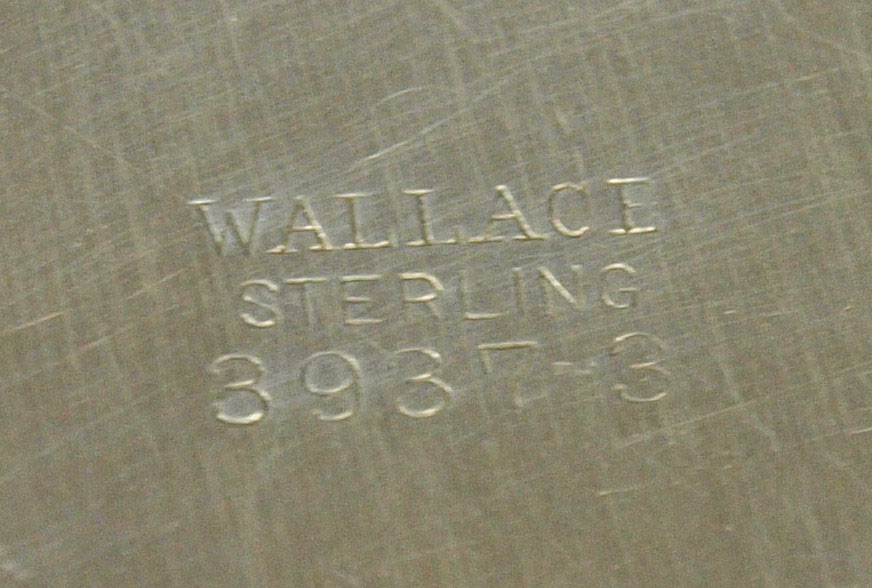 WALLACE
STERLING
3937-3